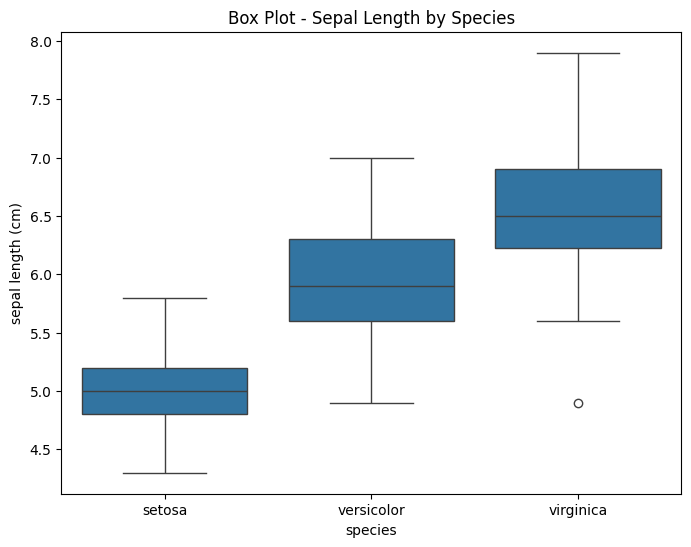 Box Plot - Sepal Length by Species
sepal length (cm)
8.0
7.5
7.0
6.5
6.0
5.5
5.0
4.5
setosa versicolor virginica
species